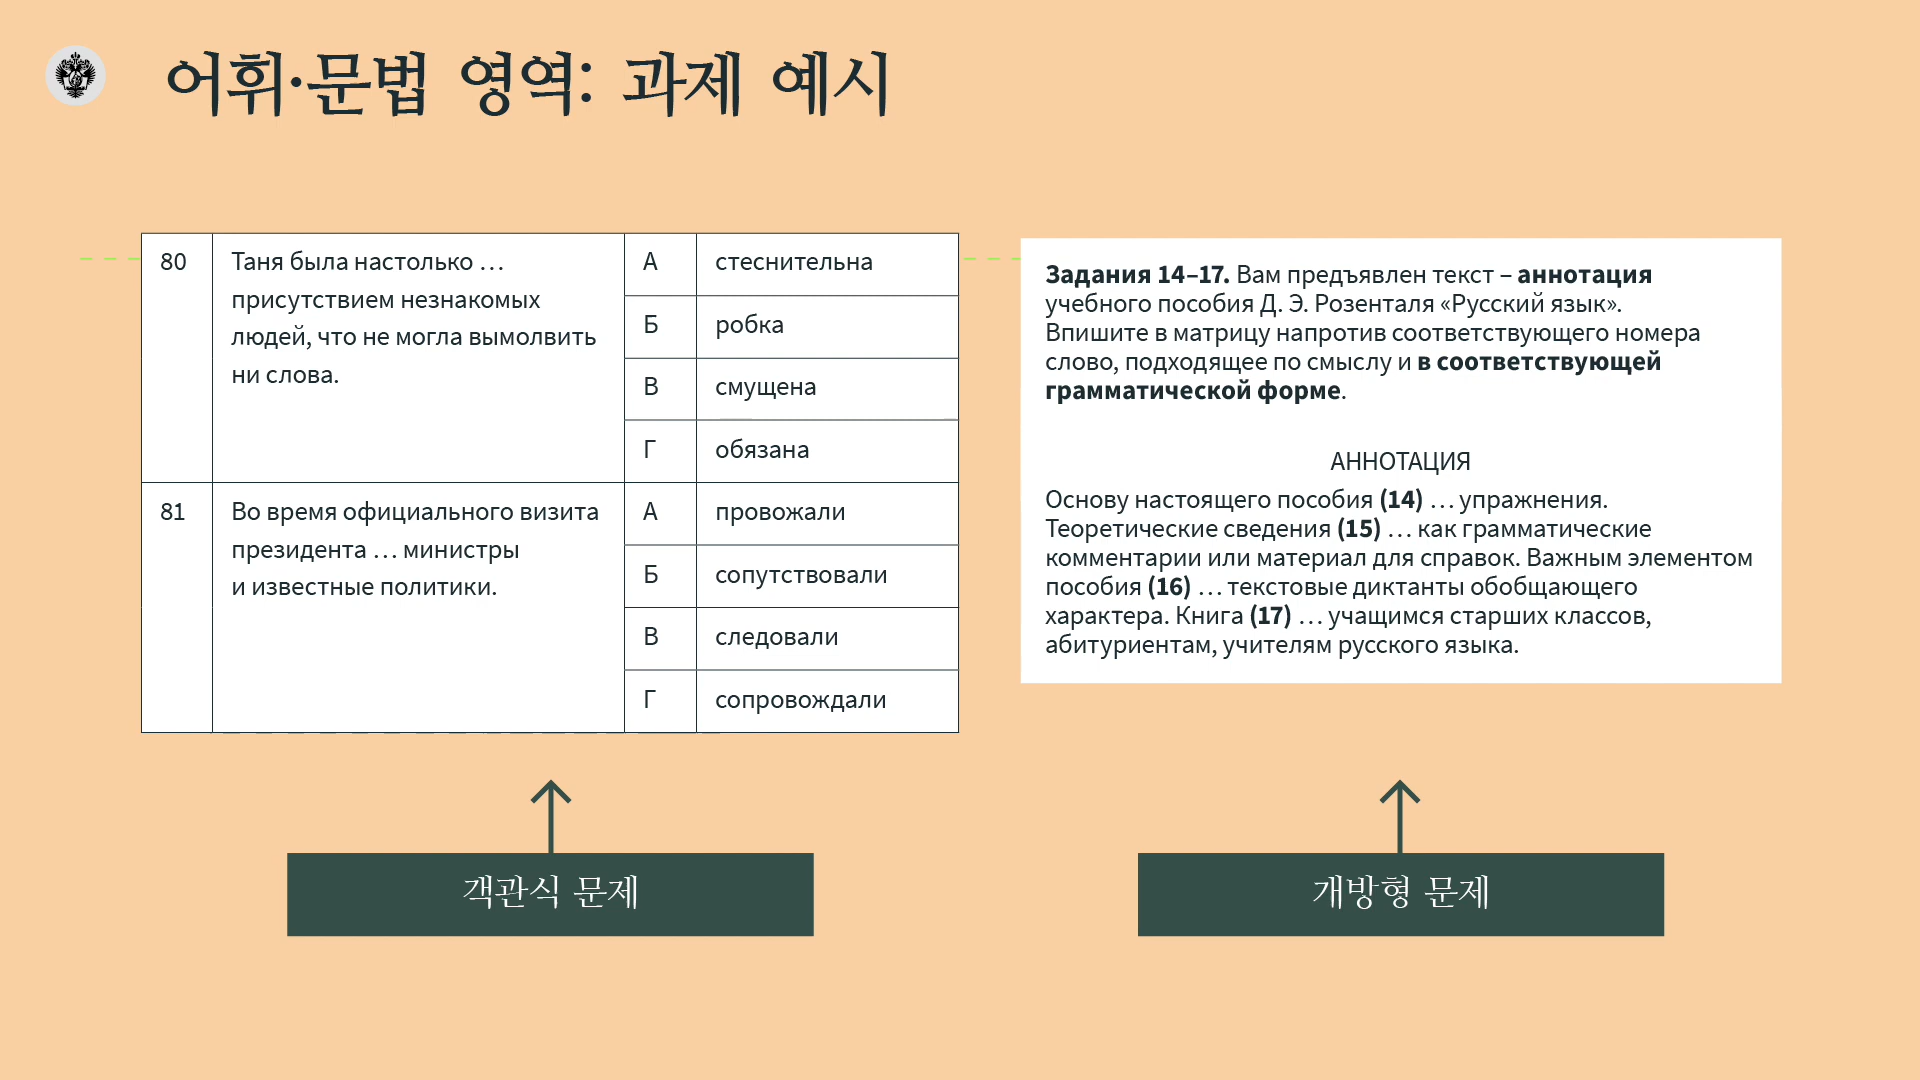 어휘·문법 영역: 과제 예시
80
Таня была настолько …
присутствием незнакомых
людей, что не могла вымолвить
ни слова.
А
стеснительна
Б
робка
В
смущена
Г
обязана
81
Во время официального визита
президента … министры
и известные политики.
А
провожали
Б
сопутствовали
В
следовали
Г
сопровождали
Задания 14–17. Вам предъявлен текст – аннотация
учебного пособия Д. Э. Розенталя «Русский язык».
Впишите в матрицу напротив соответствующего номера
слово, подходящее по смыслу и в соответствующей
грамматической форме.
АННОТАЦИЯ
Основу настоящего пособия (14) … упражнения.
Теоретические сведения (15) … как грамматические
комментарии или материал для справок. Важным элементом
пособия (16) … текстовые диктанты обобщающего
характера. Книга (17) … учащимся старших классов,
абитуриентам, учителям русского языка.
객관식 문제
개방형 문제